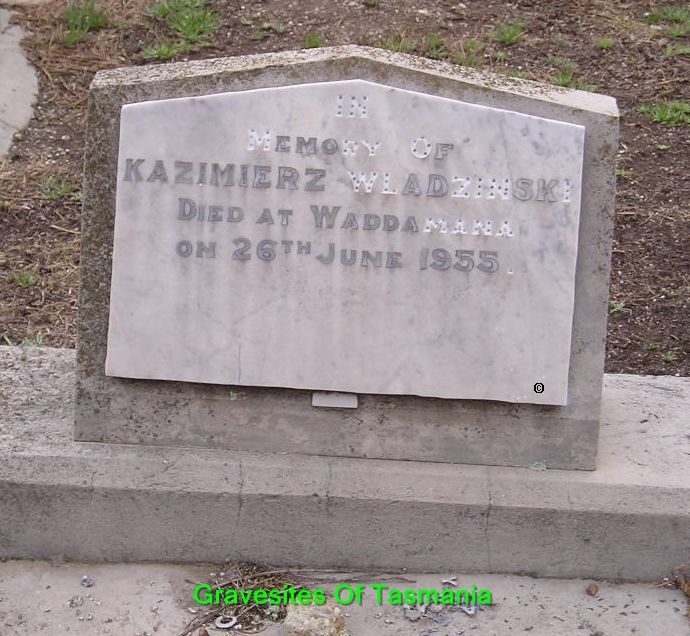 IN
MEMORY OF
KAZIMIERZ WLADZINSKI
DIED AT WADDAMANA
ON 26TH JUNE 1955.
©
Gravesites Of Tasmania